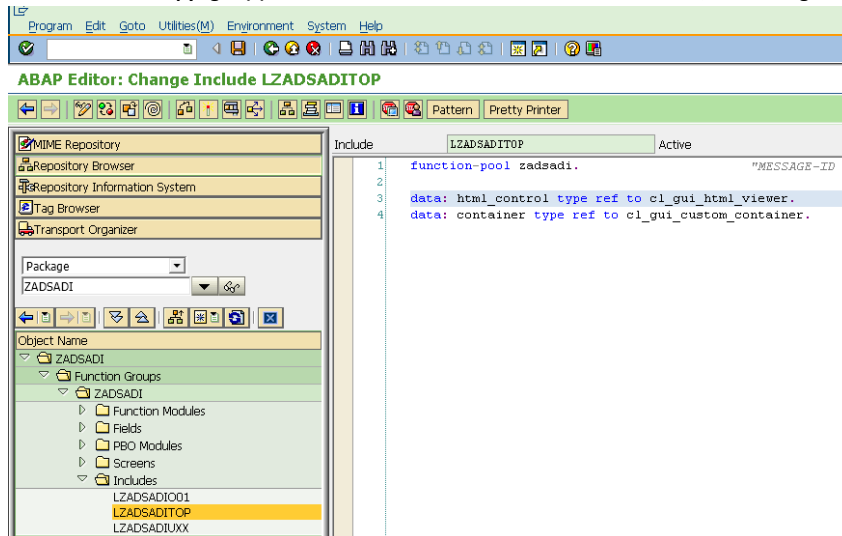 Program Edit Goto Utilities(M) Environment System Help
ABAP Editor: Change Include LZADSADITOP
Pattern Pretty Printer
MIME Repository
Repository Browser
Repository Information System
Tag Browser
Transport Organizer
Package
ZADSADI
Object Name
ZADSADI
Function Groups
ZADSADI
Function Modules
Fields
PBO Modules
Screens
Includes
LZADSADIO01
LZADSADITOP
LZADSADIUXX
Include LZADSADITOP Active
1 function-pool zadsadi. "MESSAGE-ID
2
3 data: html_control type ref to cl_gui_html_viewer.
4 data: container type ref to cl_gui_custom_container.